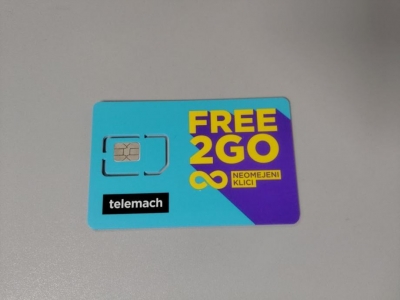 FREE
2GO
NEOMEJENI
KLICI
telemach